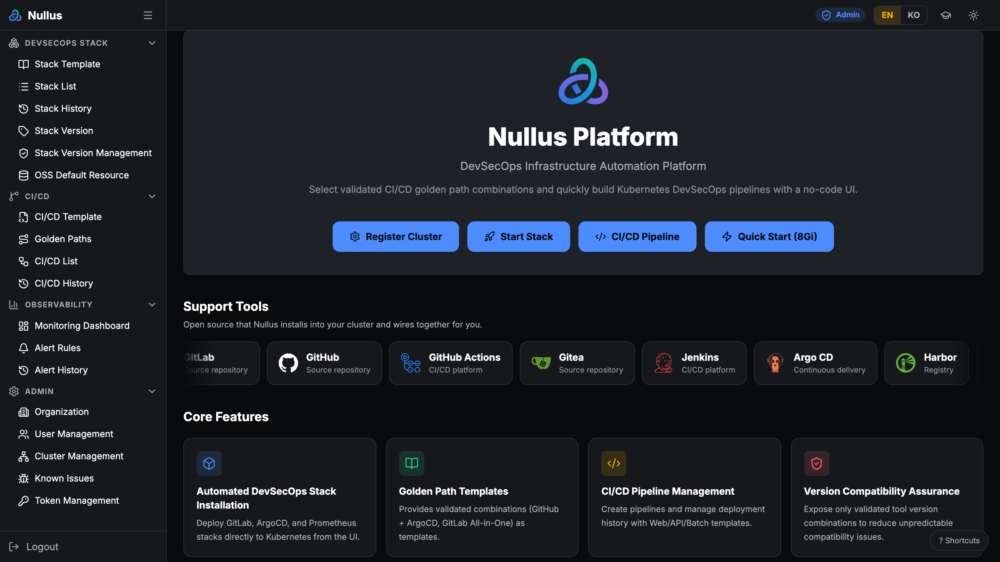 Nullus
Admin
EN
KO
DEVSECOPS STACK
Stack Template
Stack List
Stack History
Stack Version
Stack Version Management
OSS Default Resource
CI/CD
CI/CD Template
Golden Paths
CI/CD List
CI/CD History
OBSERVABILITY
Monitoring Dashboard
Alert Rules
Alert History
ADMIN
Organization
User Management
Cluster Management
Known Issues
Token Management
Logout
Nullus Platform
DevSecOps Infrastructure Automation Platform
Select validated CI/CD golden path combinations and quickly build Kubernetes DevSecOps pipelines with a no-code UI.
Register Cluster
Start Stack
CI/CD Pipeline
Quick Start (8Gi)
Support Tools
Open source that Nullus installs into your cluster and wires together for you.
GitLab
Source repository
GitHub
Source repository
GitHub Actions
CI/CD platform
Gitea
Source repository
Jenkins
CI/CD platform
Argo CD
Continuous delivery
Harbor
Registry
Core Features
Automated DevSecOps Stack
Installation
Deploy GitLab, ArgoCD, and Prometheus
stacks directly to Kubernetes from the UI.
Golden Path Templates
Provides validated combinations (GitHub
+ ArgoCD, GitLab All-in-One) as
templates.
CI/CD Pipeline Management
Create pipelines and manage deployment
history with Web/API/Batch templates.
Version Compatibility Assurance
Expose only validated tool version
combinations to reduce unpredictable
compatibility issues.
? Shortcuts